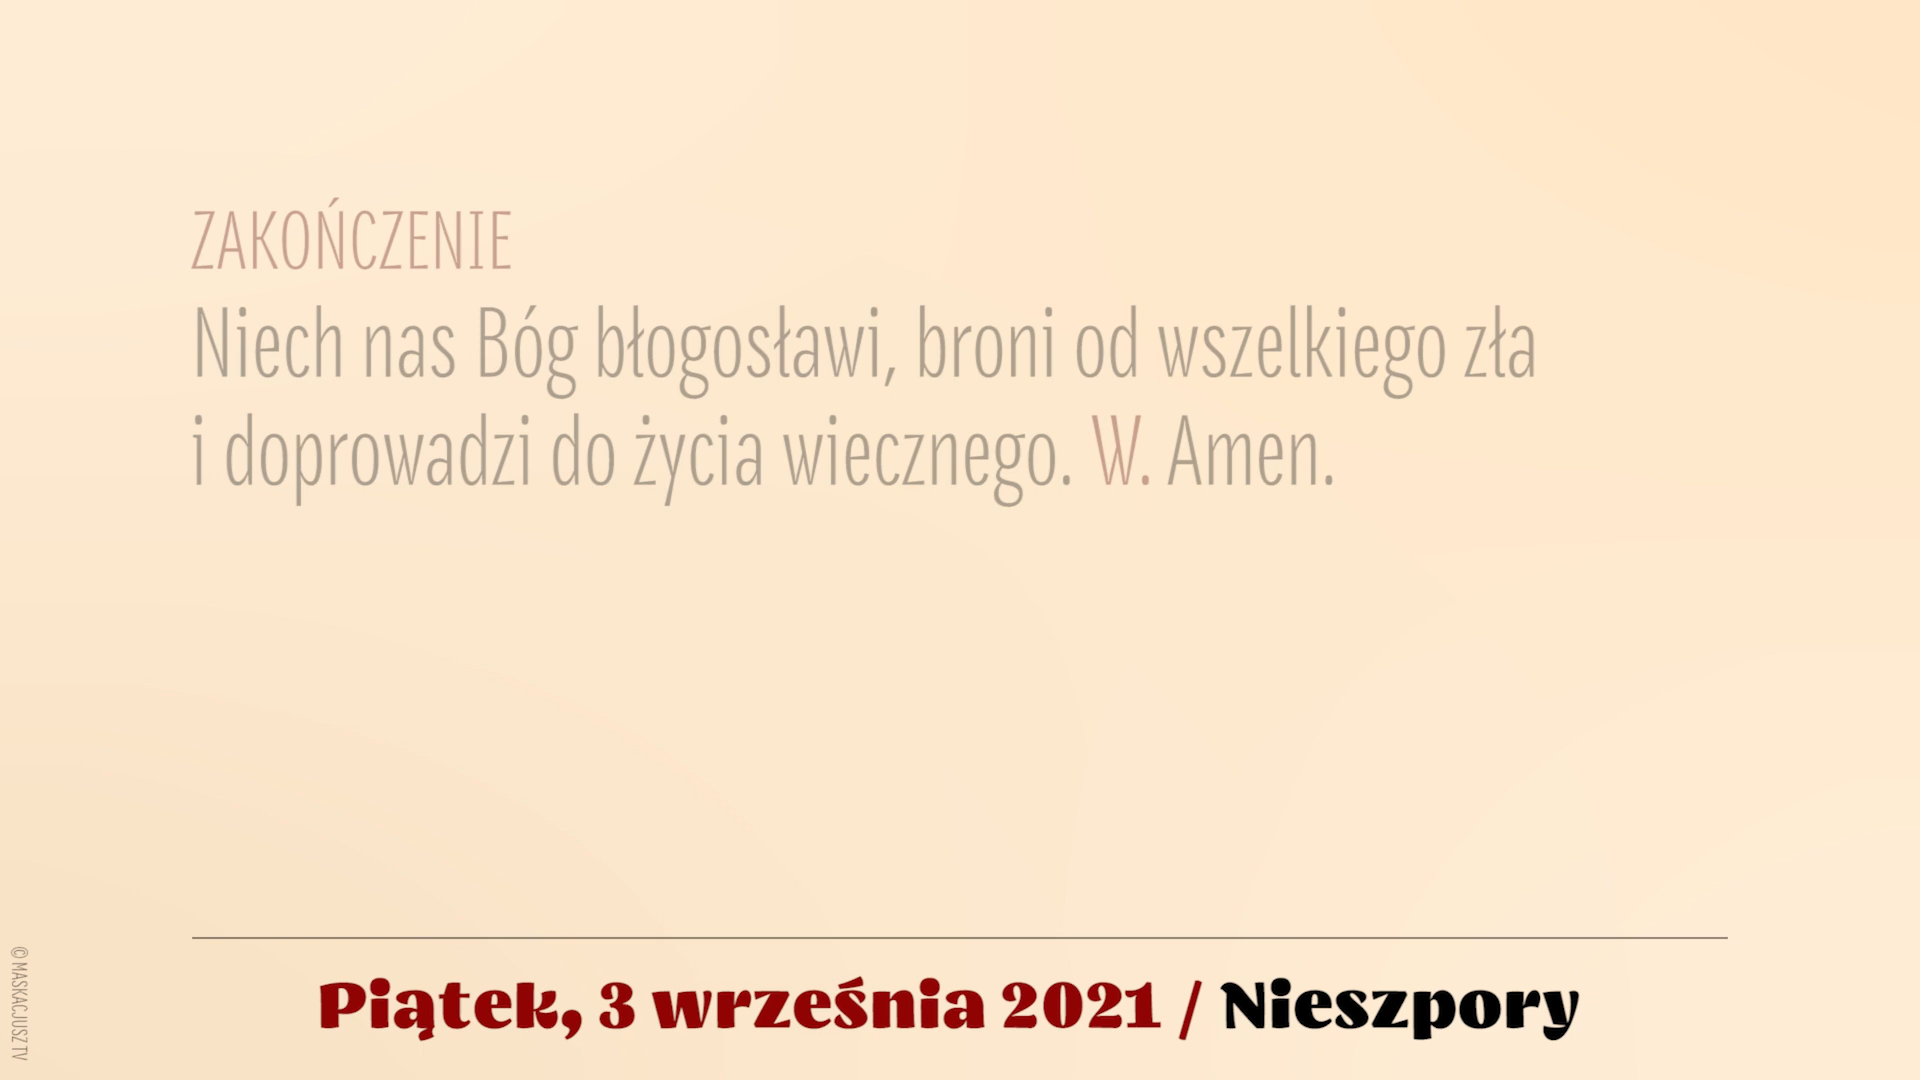 ZAKOŃCZENIE
Niech nas Bóg błogosławi, broni od wszelkiego zła
i doprowadzi do życia wiecznego. W. Amen.
Piątek, 3 września 2021 / Nieszpory
© MASKACJUSZ TV